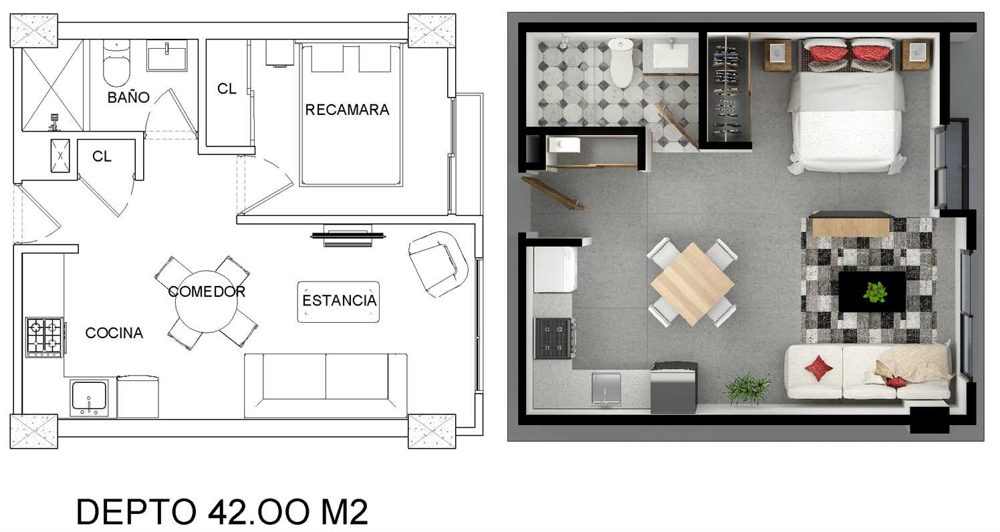 BAÑO
CL
RECAMARA
CL
COMEDOR
ESTANCIA
COCINA
DEPTO 42.OO M2